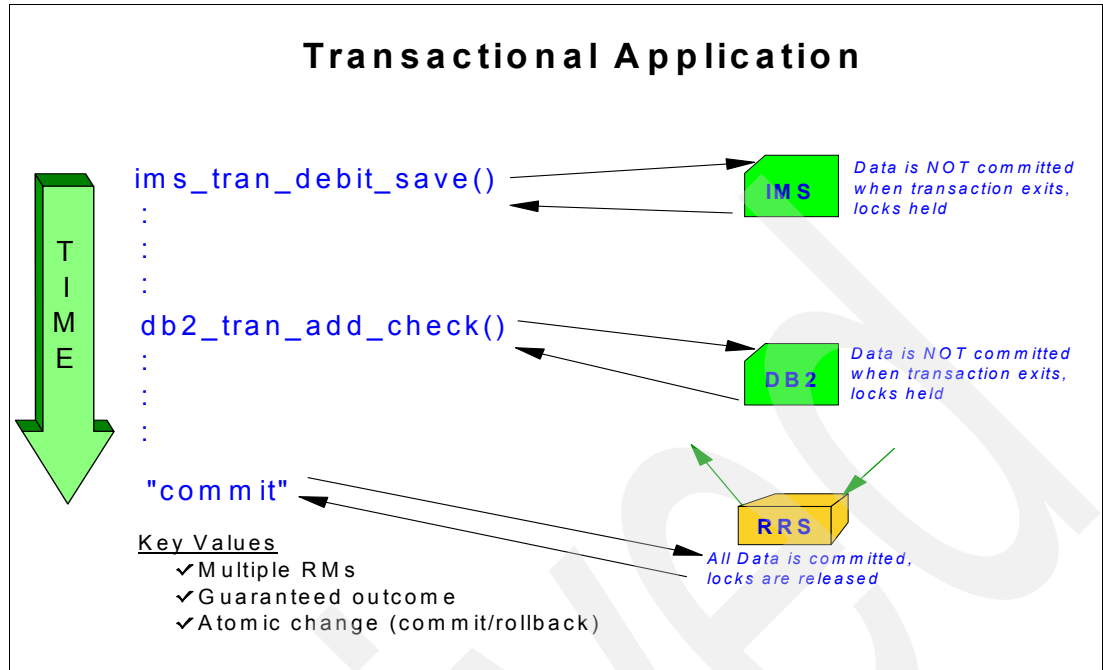 Transactional Application
TIME
ims_tran_debit_save()
:
:
:
IMS
Data is NOT committed
when transaction exits,
locks held
db2_tran_add_check()
:
:
:
DB2
Data is NOT committed
when transaction exits,
locks held
"commit"
RRS
All Data is committed,
locks are released
Key Values
✓Multiple RMs
✓Guaranteed outcome
✓Atomic change (commit/rollback)